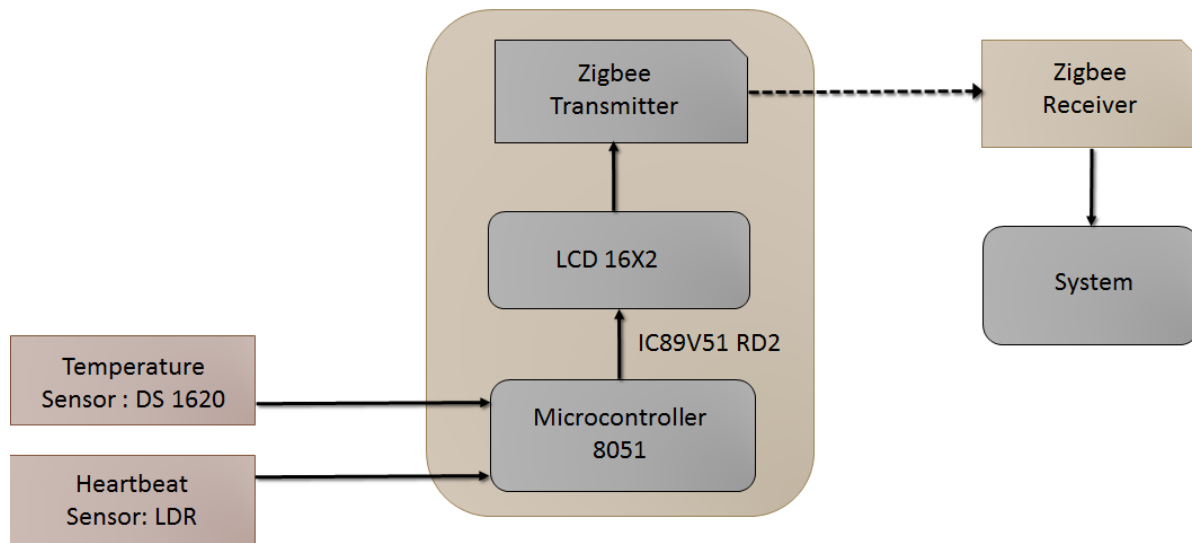 Zigbee
Transmitter
Zigbee
Receiver
LCD 16X2
System
IC89V51 RD2
Temperature
Sensor : DS 1620
Microcontroller
8051
Heartbeat
Sensor: LDR